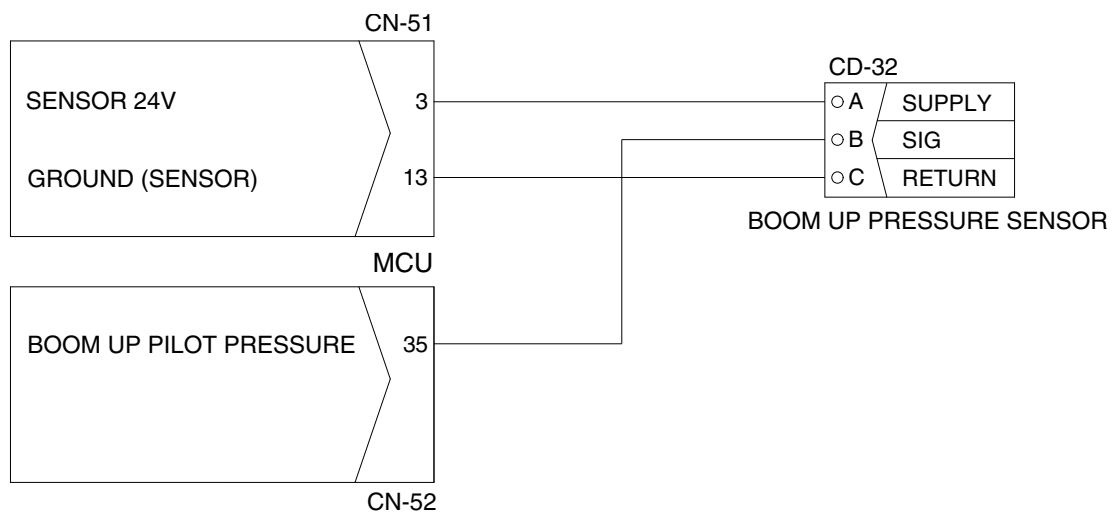 CN-51
CD-32
SENSOR 24V 3
A SUPPLY
B SIG
GROUND (SENSOR) 13
C RETURN
BOOM UP PRESSURE SENSOR
MCU
BOOM UP PILOT PRESSURE 35
CN-52